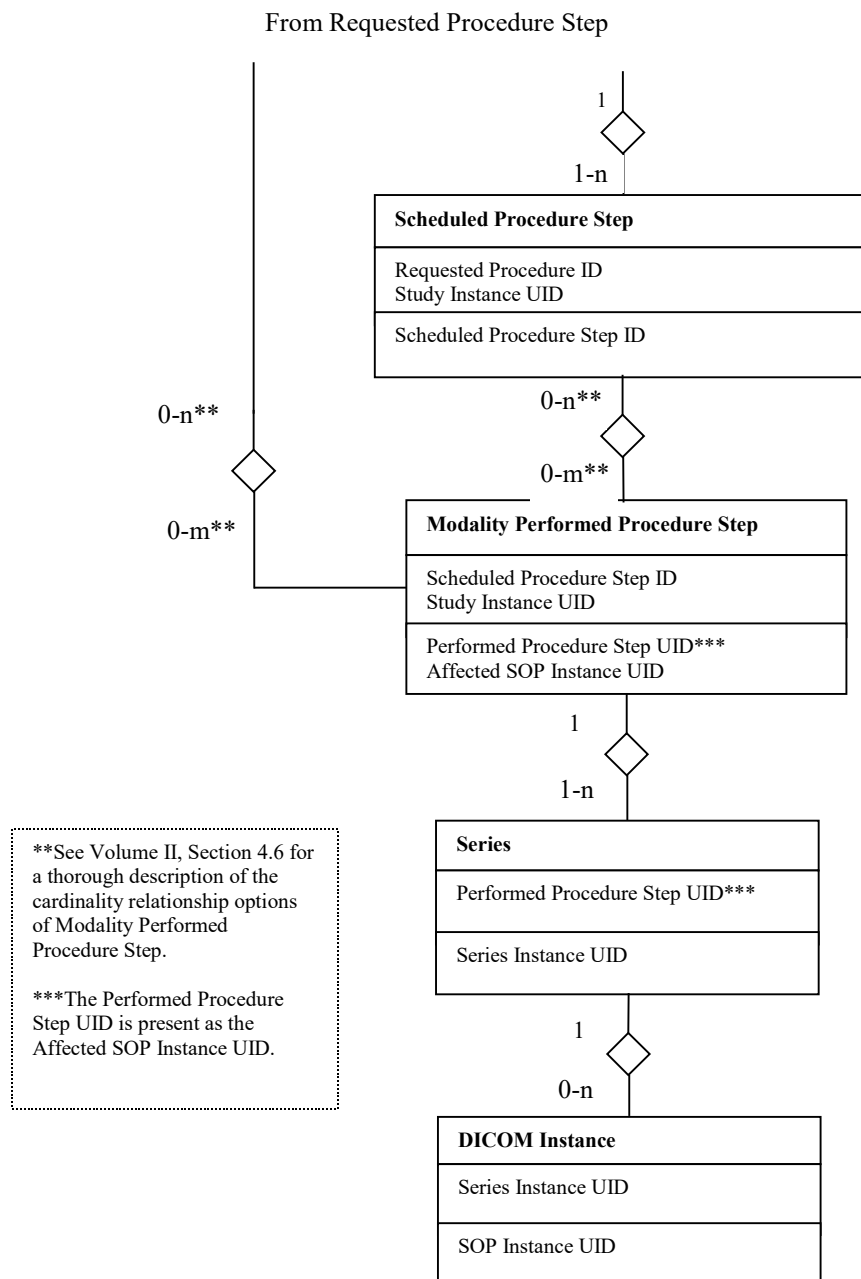 From Requested Procedure Step
1
1-n
Scheduled Procedure Step
Requested Procedure ID
Study Instance UID
Scheduled Procedure Step ID
0-n**
0-m**
0-n**
0-m**
Modality Performed Procedure Step
Scheduled Procedure Step ID
Study Instance UID
Performed Procedure Step UID***
Affected SOP Instance UID
1
1-n
Series
Performed Procedure Step UID***
Series Instance UID
**See Volume II, Section 4.6 for
a thorough description of the
cardinality relationship options
of Modality Performed
Procedure Step.
***The Performed Procedure
Step UID is present as the
Affected SOP Instance UID.
1
0-n
DICOM Instance
Series Instance UID
SOP Instance UID